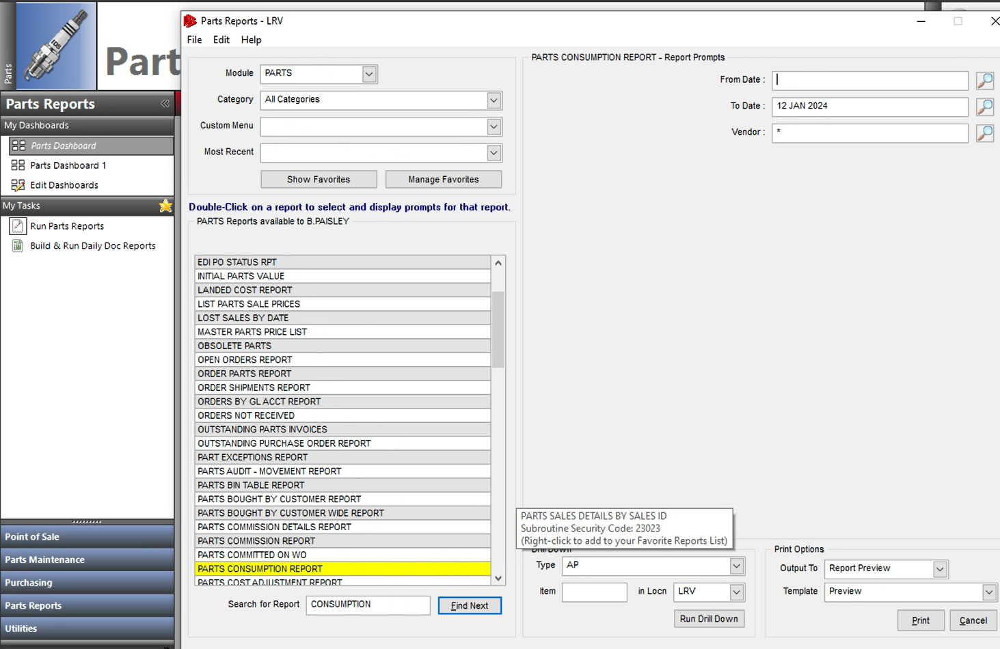 Parts
Part
Parts Reports
«
My Dashboards
Parts Dashboard
Parts Dashboard 1
Edit Dashboards
My Tasks
Run Parts Reports
Build & Run Daily Doc Reports
Point of Sale
Parts Maintenance
Purchasing
Parts Reports
Utilities
Parts Reports - LRV
File Edit Help
Module PARTS
Category All Categories
Custom Menu
Most Recent
Show Favorites Manage Favorites
Double-Click on a report to select and display prompts for that report.
PARTS Reports available to B.PAISLEY
EDI PO STATUS RPT
INITIAL PARTS VALUE
LANDED COST REPORT
LIST PARTS SALE PRICES
LOST SALES BY DATE
MASTER PARTS PRICE LIST
OBSOLETE PARTS
OPEN ORDERS REPORT
ORDER PARTS REPORT
ORDER SHIPMENTS REPORT
ORDERS BY GL ACCT REPORT
ORDERS NOT RECEIVED
OUTSTANDING PARTS INVOICES
OUTSTANDING PURCHASE ORDER REPORT
PART EXCEPTIONS REPORT
PARTS AUDIT - MOVEMENT REPORT
PARTS BIN TABLE REPORT
PARTS BOUGHT BY CUSTOMER REPORT
PARTS BOUGHT BY CUSTOMER WIDE REPORT
PARTS COMMISSION DETAILS REPORT
PARTS COMMISSION REPORT
PARTS COMMITTED ON WO
PARTS CONSUMPTION REPORT
PARTS COST ADJUSTMENT REPORT
Search for Report CONSUMPTION Find Next
PARTS CONSUMPTION REPORT - Report Prompts
From Date :
To Date : 12 JAN 2024
Vendor : *
PARTS SALES DETAILS BY SALES ID
Subroutine Security Code: 23023
(Right-click to add to your Favorite Reports List)
Drill Down
Type AP
Item in Locn LRV
Run Drill Down
Print Options
Output To Report Preview
Template Preview
Print Cancel